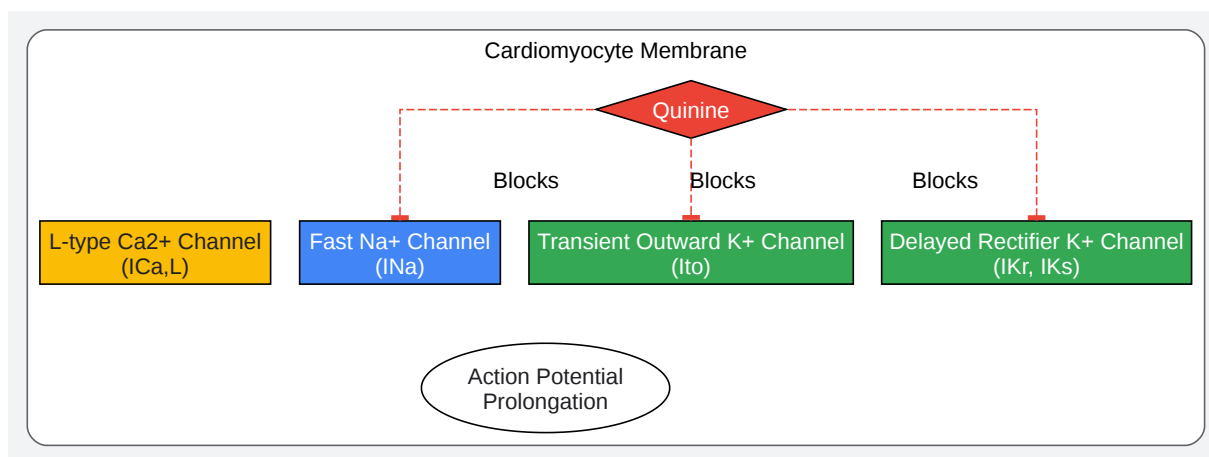 Cardiomyocyte Membrane
Quinine
Blocks
Blocks
Blocks
L-type Ca2+ Channel
(ICa,L)
Fast Na+ Channel
(INa)
Transient Outward K+ Channel
(Ito)
Delayed Rectifier K+ Channel
(IKr, IKs)
Action Potential
Prolongation